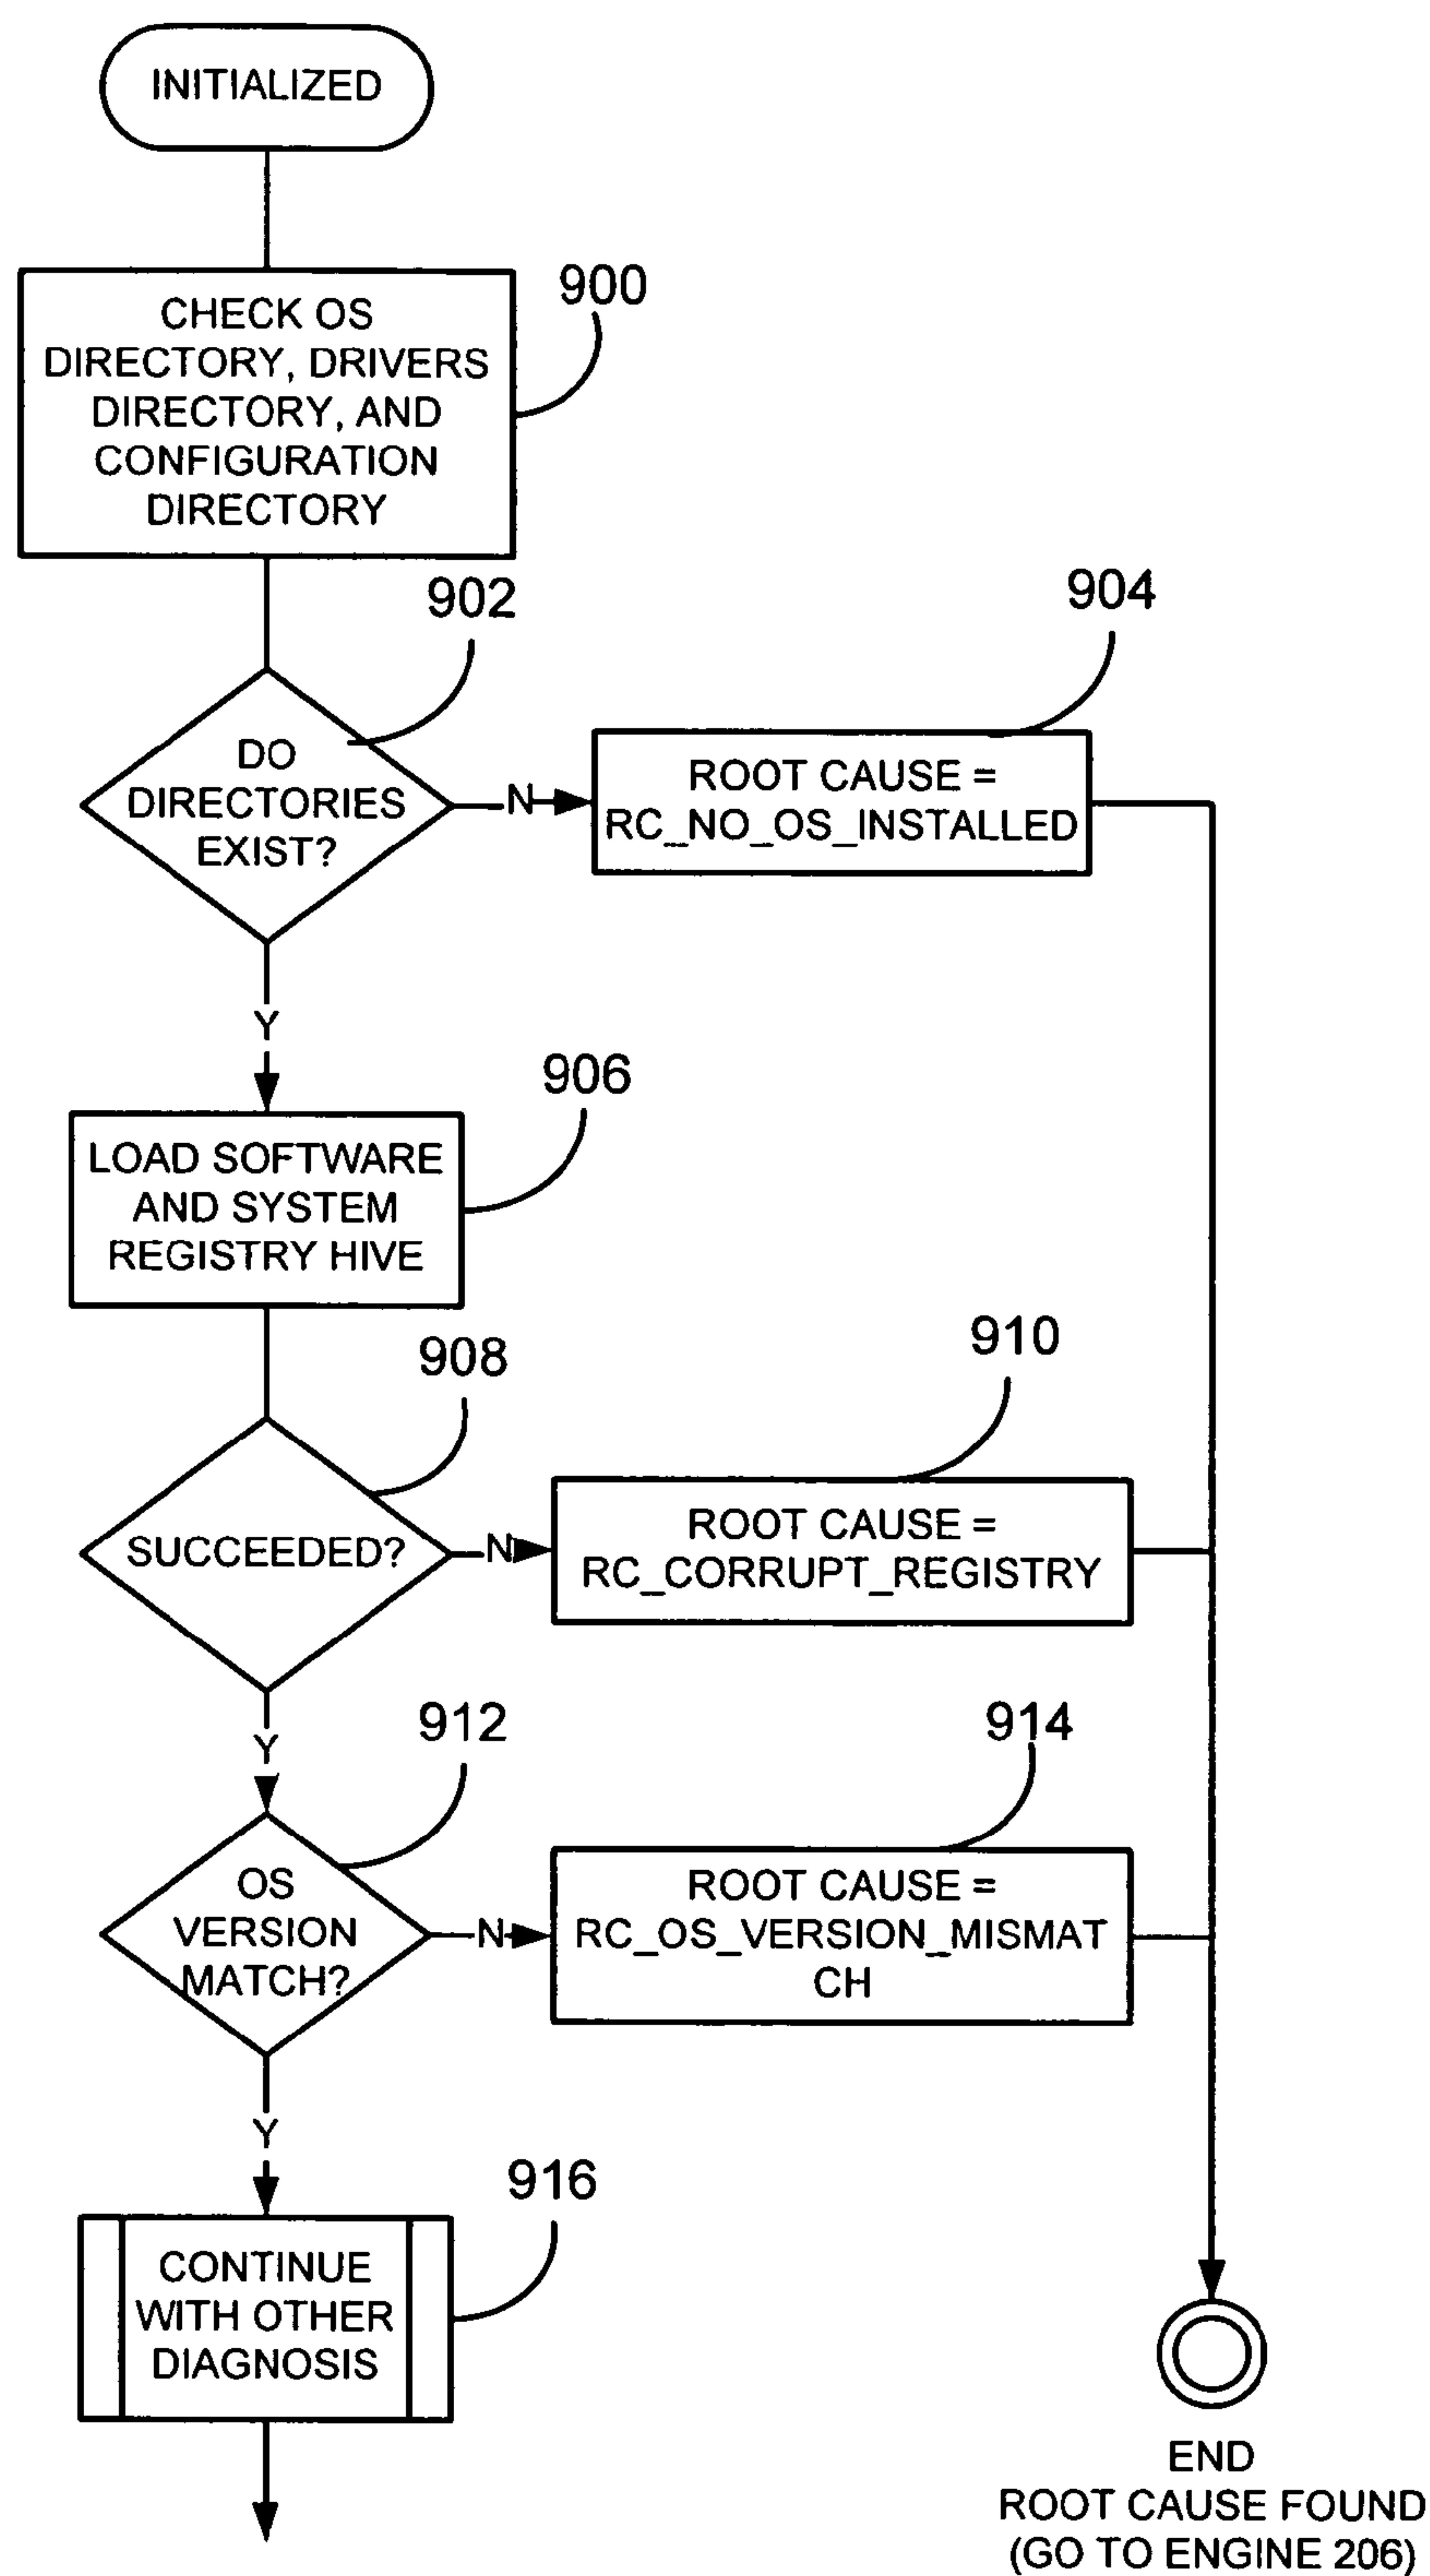 INITIALIZED
900
CHECK OS
DIRECTORY, DRIVERS
DIRECTORY, AND
CONFIGURATION
DIRECTORY
902
904
DO
DIRECTORIES
EXIST?
N
ROOT CAUSE =
RC_NO_OS_INSTALLED
Y
906
LOAD SOFTWARE
AND SYSTEM
REGISTRY HIVE
908
910
SUCCEEDED?
N
ROOT CAUSE =
RC_CORRUPT_REGISTRY
Y
912
914
OS
VERSION
MATCH?
N
ROOT CAUSE =
RC_OS_VERSION_MISMAT
CH
Y
916
CONTINUE
WITH OTHER
DIAGNOSIS
END
ROOT CAUSE FOUND
(GO TO ENGINE 206)